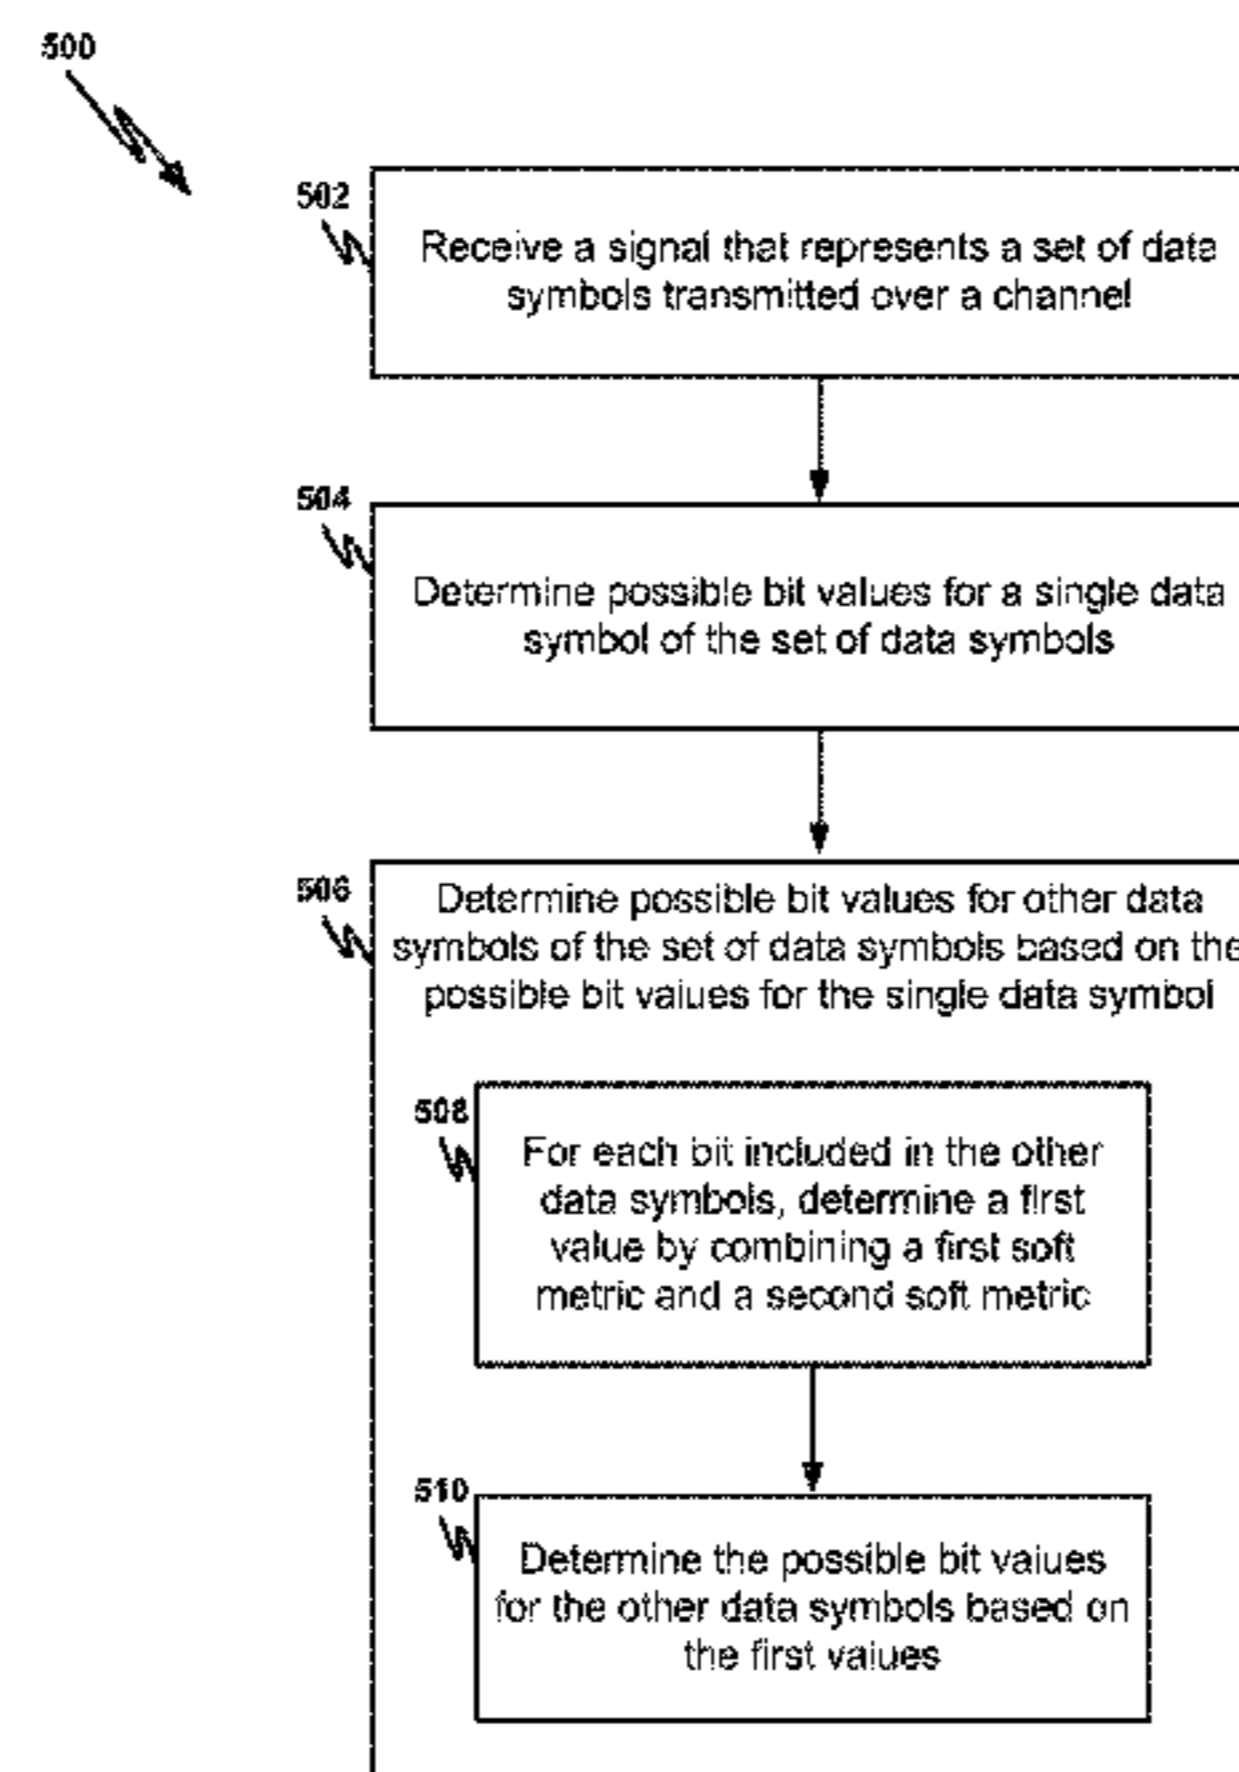 500
502
Receive a signal that represents a set of data
symbols transmitted over a channel
504
Determine possible bit values for a single data
symbol of the set of data symbols
506
Determine possible bit values for other data
symbols of the set of data symbols based on the
possible bit values for the single data symbol
508
For each bit included in the other
data symbols, determine a first
value by combining a first soft
metric and a second soft metric
510
Determine the possible bit values
for the other data symbols based on
the first values